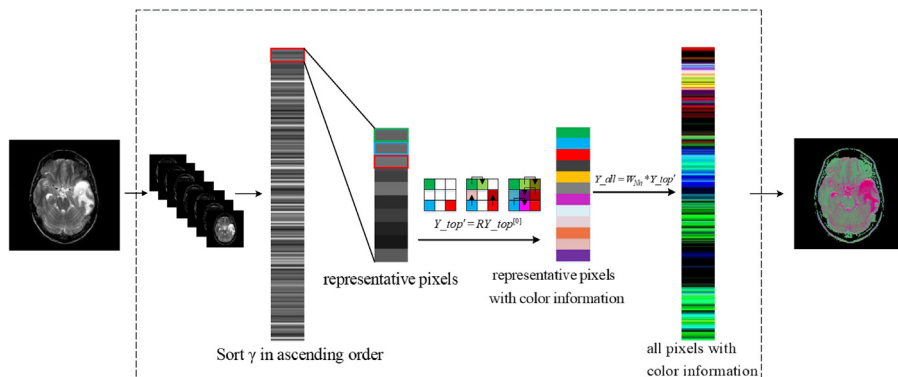 Y_all = W_Nn * Y_top'
Y_top' = RY_top^[0]
representative pixels
representative pixels
with color information
Sort γ in ascending order
all pixels with
color information